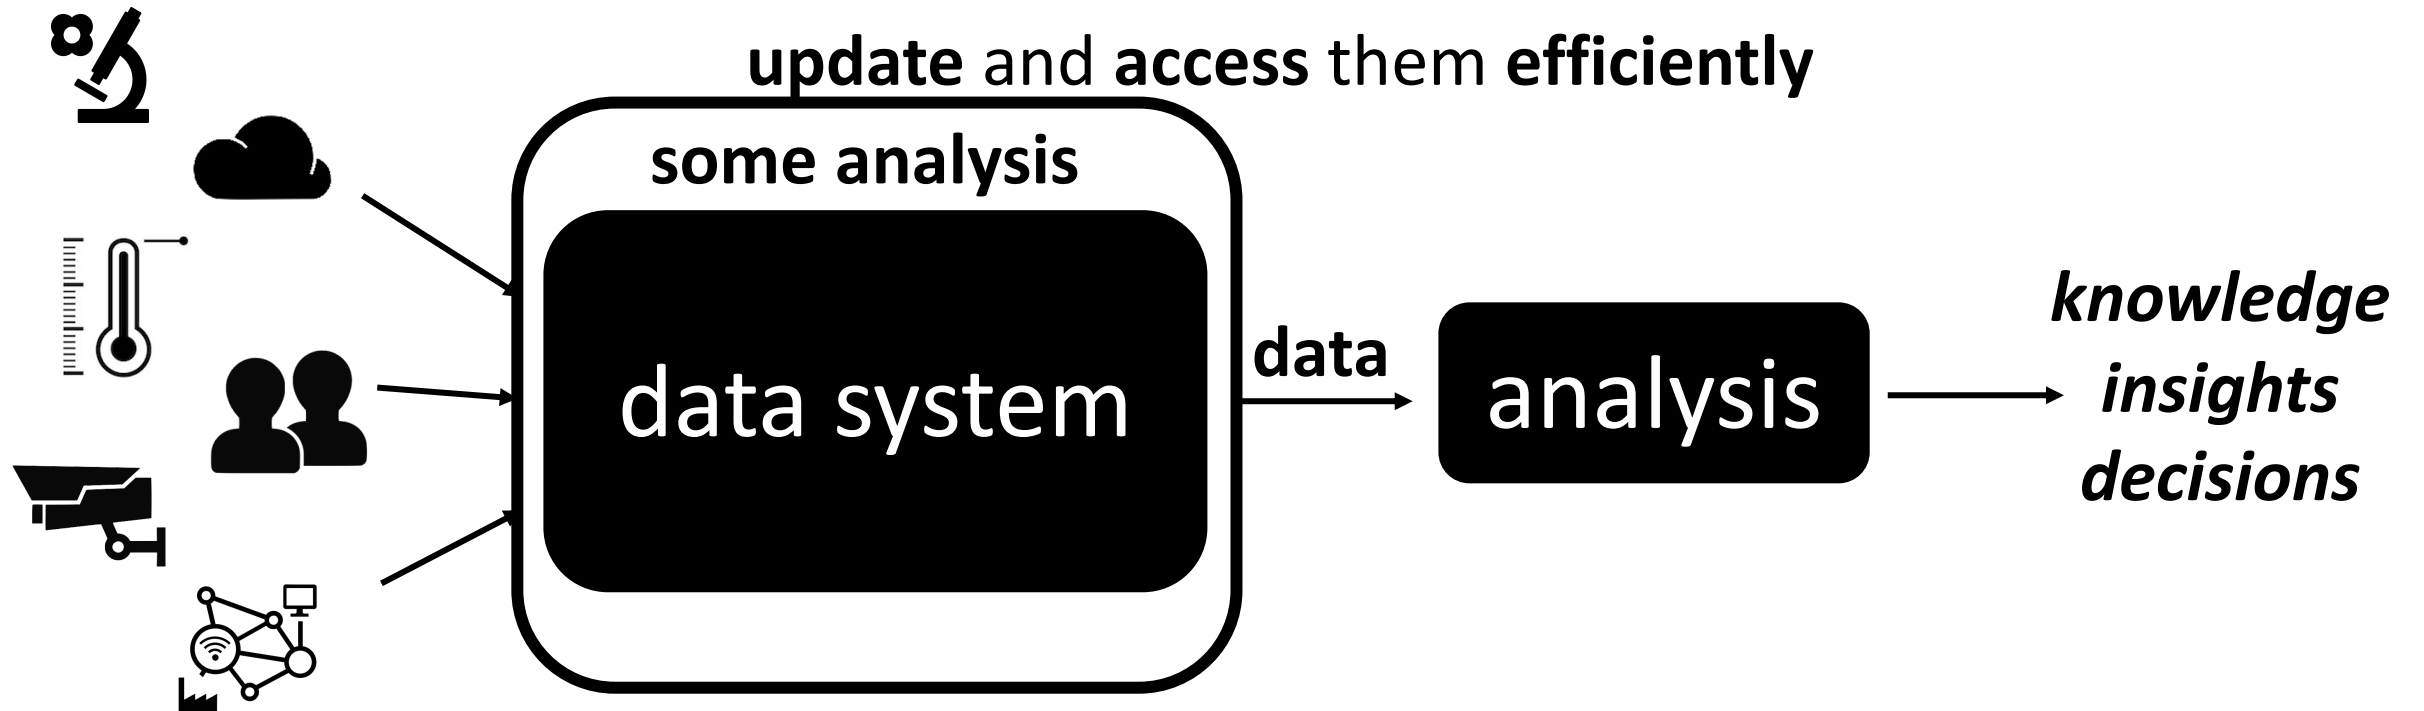 update and access them efficiently
some analysis
data system
data
analysis
knowledge
insights
decisions